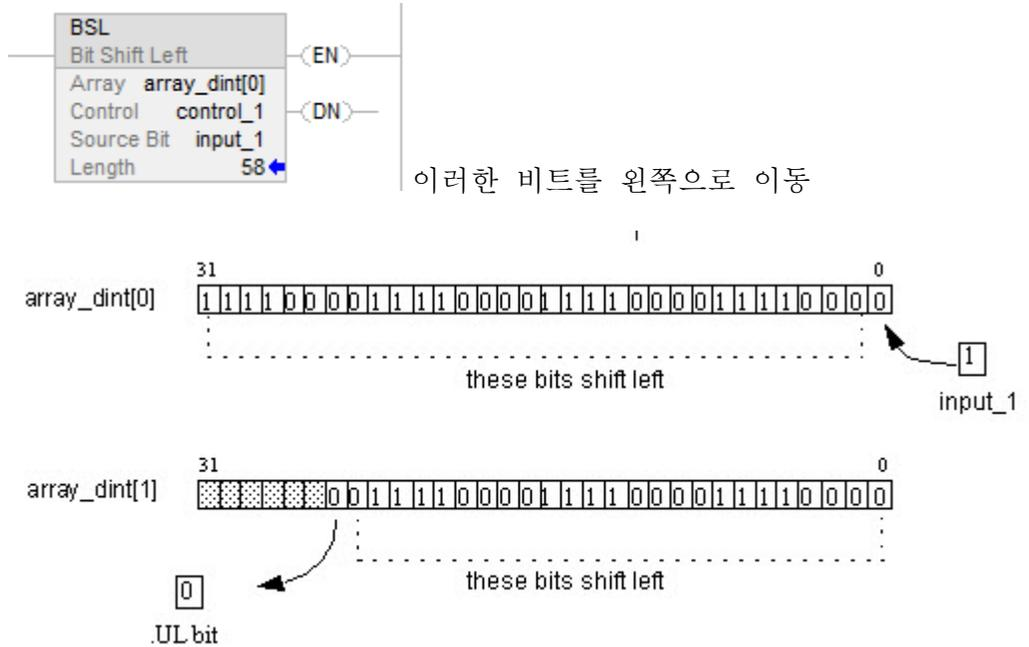 BSL
Bit Shift Left
Array array_dint[0]
Control control_1
Source Bit input_1
Length 58
(EN)
(DN)
이러한 비트를 왼쪽으로 이동
31 0
array_dint[0] 1 1 1 1 0 0 0 0 1 1 1 1 0 0 0 0 1 1 1 1 0 0 0 0 1 1 1 1 0 0 0 0
these bits shift left
1
input_1
31 0
array_dint[1] 0 0 1 1 1 1 0 0 0 0 1 1 1 1 0 0 0 0 1 1 1 1 0 0 0 0
these bits shift left
0
.UL bit